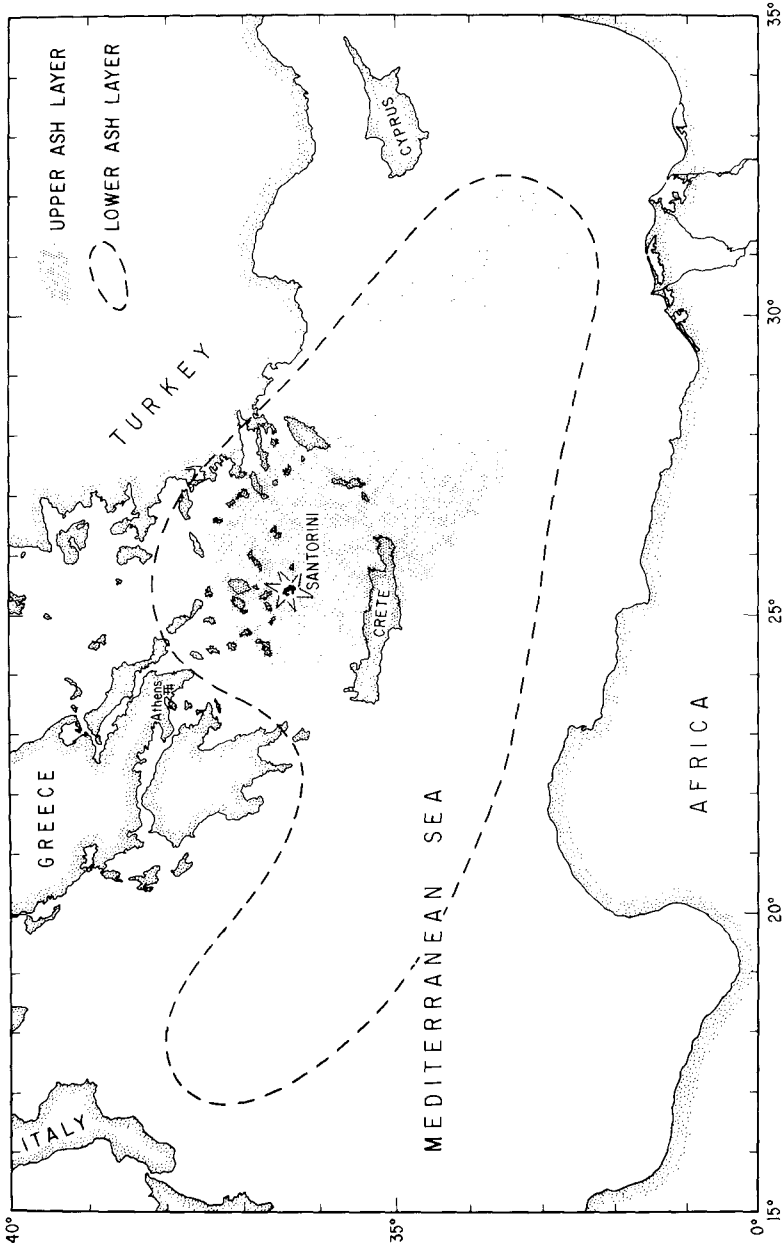 40°
ITALY
GREECE
TURKEY
UPPER ASH LAYER
LOWER ASH LAYER
Athens
SANTORINI
CRETE
CYPRUS
35°
MEDITERRANEAN SEA
AFRICA
0°
15°
20°
25°
30°
35°